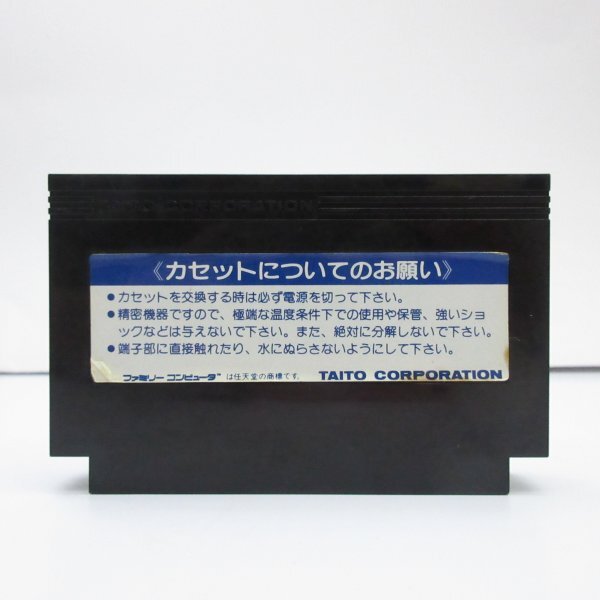 TAITO CORPORATION
《カセットについてのお願い》
●カセットを交換する時は必ず電源を切って下さい。
●精密機器ですので、極端な温度条件下での使用や保管、強いショ
ックなどは与えないで下さい。また、絶対に分解しないで下さい。
●端子部に直接触れたり、水にぬらさないようにして下さい。
ファミリーコンピュータ™は任天堂の商標です。 TAITO CORPORATION